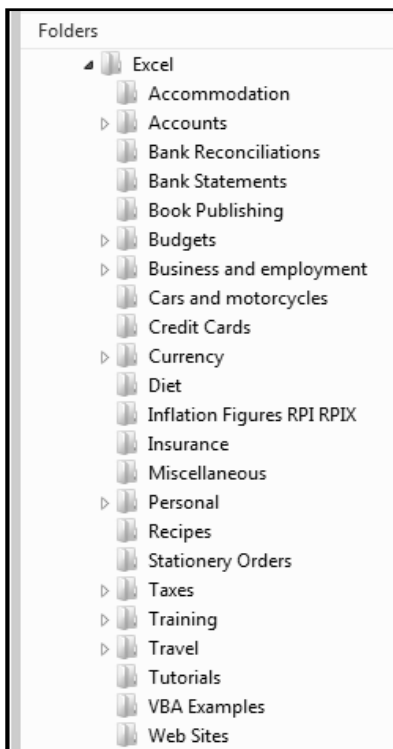 Folders
Excel
Accommodation
Accounts
Bank Reconciliations
Bank Statements
Book Publishing
Budgets
Business and employment
Cars and motorcycles
Credit Cards
Currency
Diet
Inflation Figures RPI RPIX
Insurance
Miscellaneous
Personal
Recipes
Stationery Orders
Taxes
Training
Travel
Tutorials
VBA Examples
Web Sites